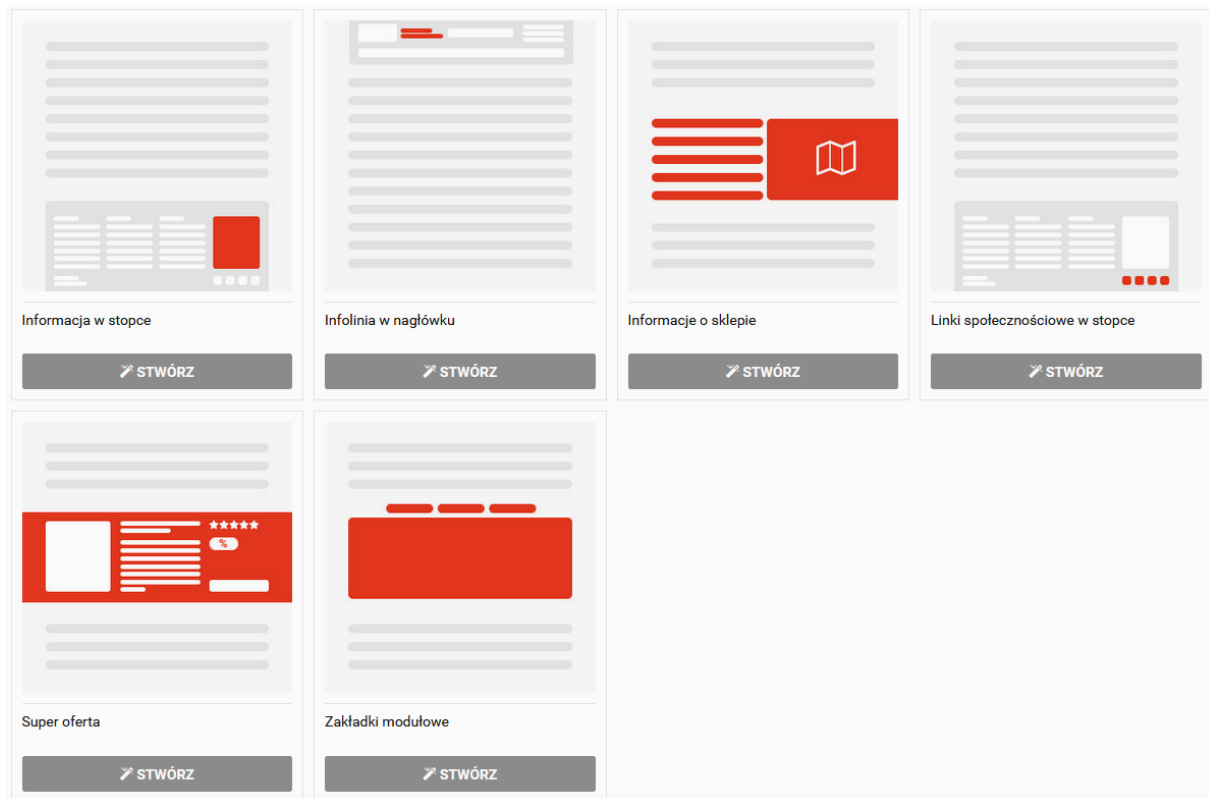 Informacja w stopce
Infolinia w nagłówku
Informacje o sklepie
Linki społecznościowe w stopce
STWÓRZ
STWÓRZ
STWÓRZ
STWÓRZ
%
Super oferta
Zakładki modułowe
STWÓRZ
STWÓRZ